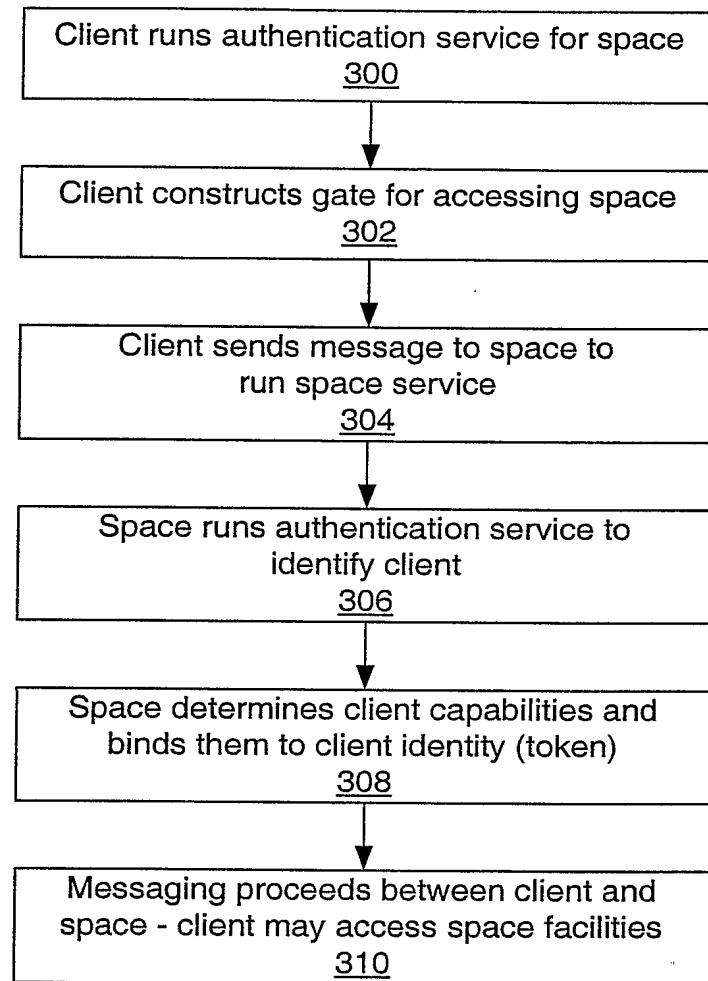 Client runs authentication service for space
300
Client constructs gate for accessing space
302
Client sends message to space to
run space service
304
Space runs authentication service to
identify client
306
Space determines client capabilities and
binds them to client identity (token)
308
Messaging proceeds between client and
space - client may access space facilities
310